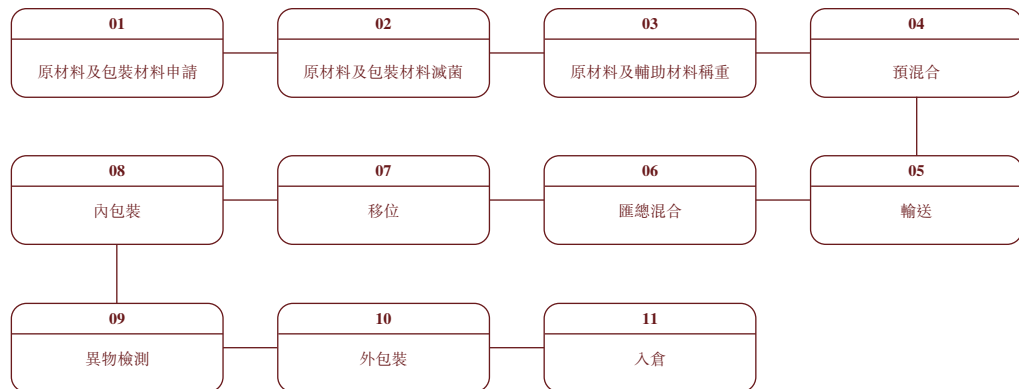 01
原材料及包裝材料申請
02
原材料及包裝材料滅菌
03
原材料及輔助材料稱重
04
預混合
05
輸送
06
匯總混合
07
移位
08
內包裝
09
異物檢測
10
外包裝
11
入倉